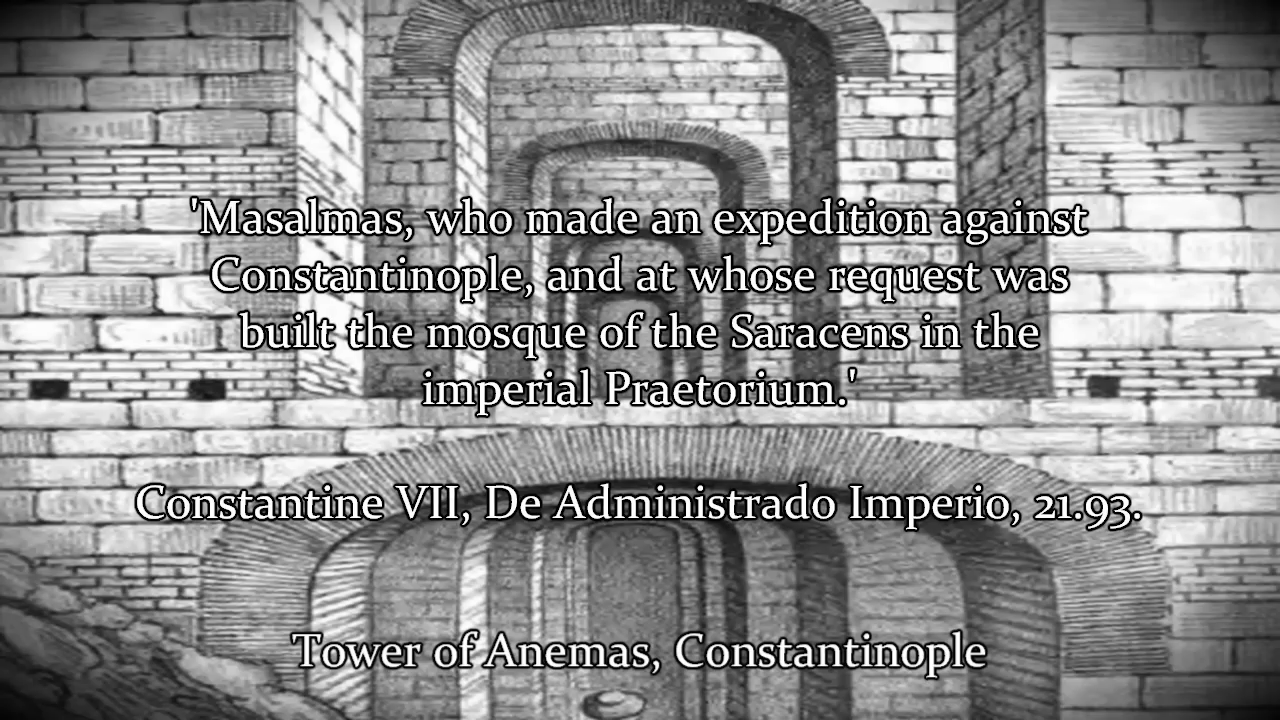 'Masalmas, who made an expedition against
Constantinople, and at whose request was
built the mosque of the Saracens in the
imperial Praetorium.'
Constantine VII, De Administrado Imperio, 21.93.
Tower of Anemas, Constantinople